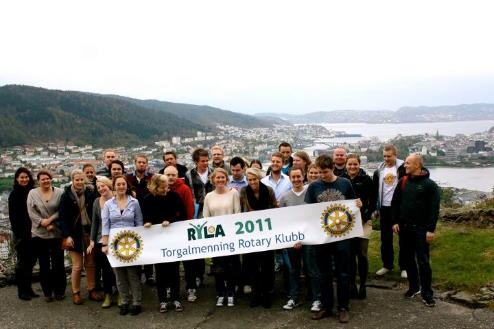 RYLA 2011
Torgalmenning Rotary Klubb